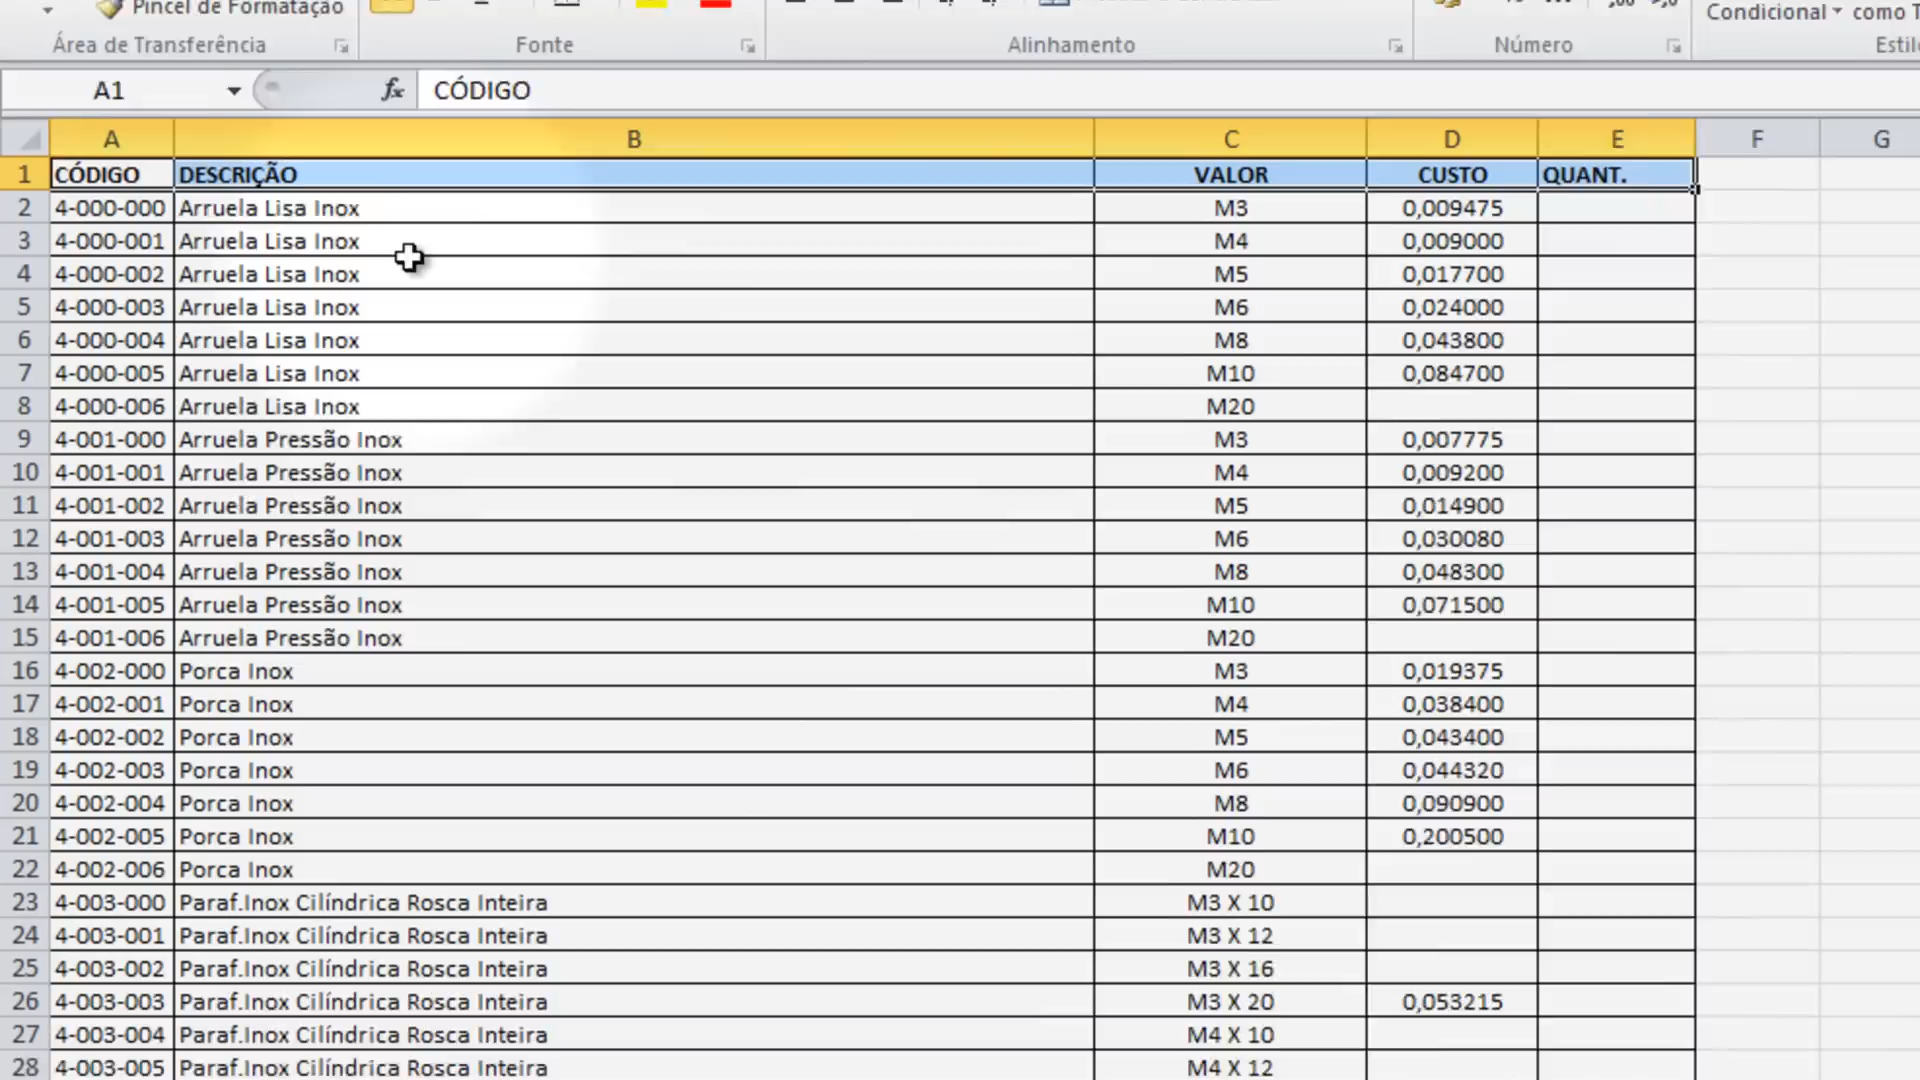 Pincel de Formatação
Condicional como T
Área de Transferência Fonte Alinhamento Número Estilo
A1 fx CÓDIGO
A B C D E F G
1 CÓDIGO DESCRIÇÃO VALOR CUSTO QUANT.
2 4-000-000 Arruela Lisa Inox M3 0,009475
3 4-000-001 Arruela Lisa Inox M4 0,009000
4 4-000-002 Arruela Lisa Inox M5 0,017700
5 4-000-003 Arruela Lisa Inox M6 0,024000
6 4-000-004 Arruela Lisa Inox M8 0,043800
7 4-000-005 Arruela Lisa Inox M10 0,084700
8 4-000-006 Arruela Lisa Inox M20
9 4-001-000 Arruela Pressão Inox M3 0,007775
10 4-001-001 Arruela Pressão Inox M4 0,009200
11 4-001-002 Arruela Pressão Inox M5 0,014900
12 4-001-003 Arruela Pressão Inox M6 0,030080
13 4-001-004 Arruela Pressão Inox M8 0,048300
14 4-001-005 Arruela Pressão Inox M10 0,071500
15 4-001-006 Arruela Pressão Inox M20
16 4-002-000 Porca Inox M3 0,019375
17 4-002-001 Porca Inox M4 0,038400
18 4-002-002 Porca Inox M5 0,043400
19 4-002-003 Porca Inox M6 0,044320
20 4-002-004 Porca Inox M8 0,090900
21 4-002-005 Porca Inox M10 0,200500
22 4-002-006 Porca Inox M20
23 4-003-000 Paraf.Inox Cilíndrica Rosca Inteira M3 X 10
24 4-003-001 Paraf.Inox Cilíndrica Rosca Inteira M3 X 12
25 4-003-002 Paraf.Inox Cilíndrica Rosca Inteira M3 X 16
26 4-003-003 Paraf.Inox Cilíndrica Rosca Inteira M3 X 20 0,053215
27 4-003-004 Paraf.Inox Cilíndrica Rosca Inteira M4 X 10
28 4-003-005 Paraf.Inox Cilíndrica Rosca Inteira M4 X 12